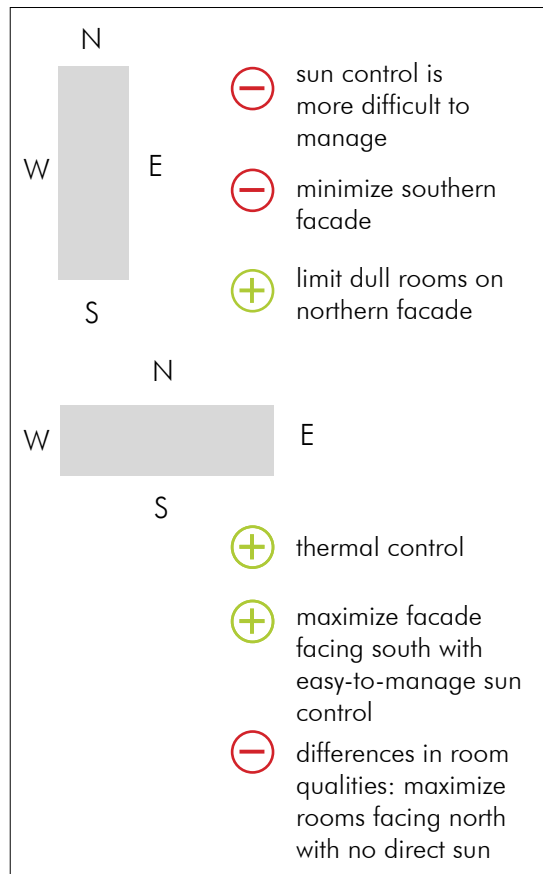 N
sun control is
more difficult to
manage
W
E
minimize southern
facade
limit dull rooms on
northern facade
S
N
W
E
S
thermal control
maximize facade
facing south with
easy-to-manage sun
control
differences in room
qualities: maximize
rooms facing north
with no direct sun